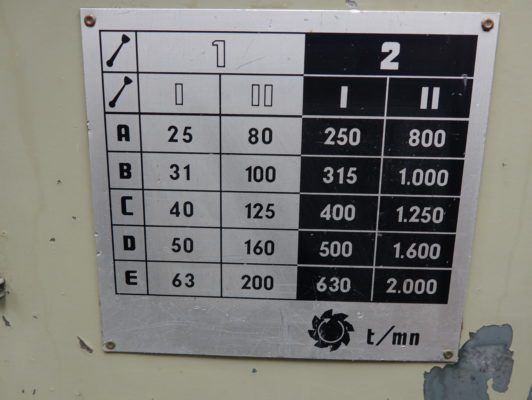 1 2
I II I II
A 25 80 250 800
B 31 100 315 1.000
C 40 125 400 1.250
D 50 160 500 1.600
E 63 200 630 2.000
t/mn